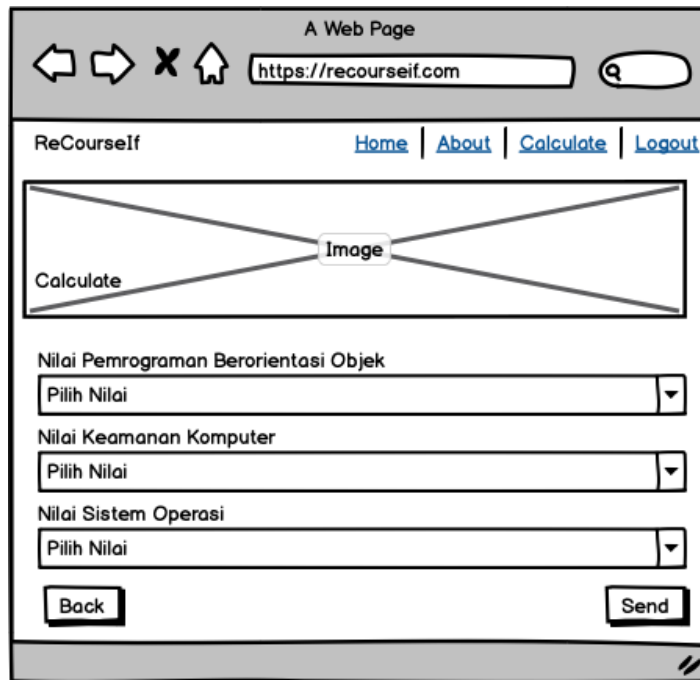 A Web Page
https://recourseif.com
ReCourseIf Home About Calculate Logout
Image
Calculate
Nilai Pemrograman Berorientasi Objek
Pilih Nilai
Nilai Keamanan Komputer
Pilih Nilai
Nilai Sistem Operasi
Pilih Nilai
Back Send